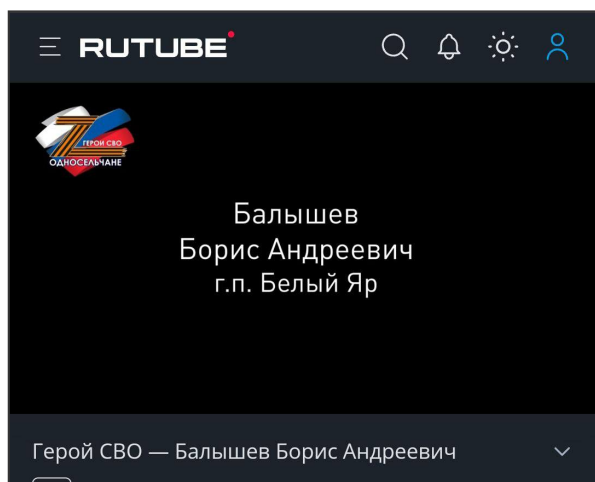 RUTUBE
ГЕРОИ СВО
ОДНОСЕЛЬЧАНЕ
Балышев
Борис Андреевич
г.п. Белый Яр
Герой СВО — Балышев Борис Андреевич